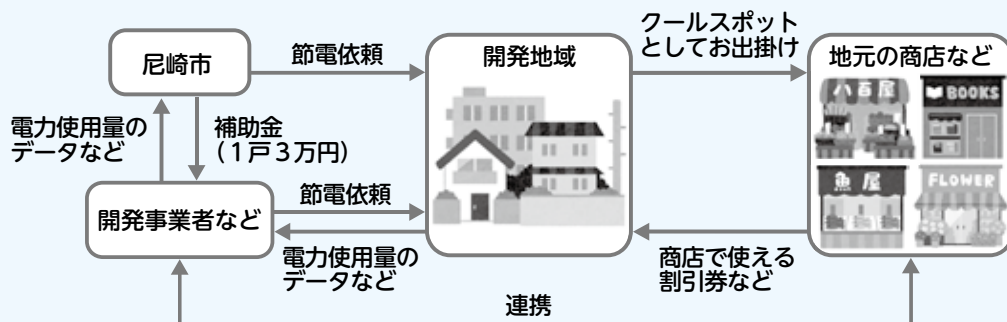 尼崎市
節電依頼
開発地域
クールスポット
としてお出掛け
地元の商店など
八百屋
BOOKS
魚屋
FLOWER
電力使用量の
データなど
補助金
(1戸3万円)
開発事業者など
節電依頼
電力使用量の
データなど
商店で使える
割引券など
連携